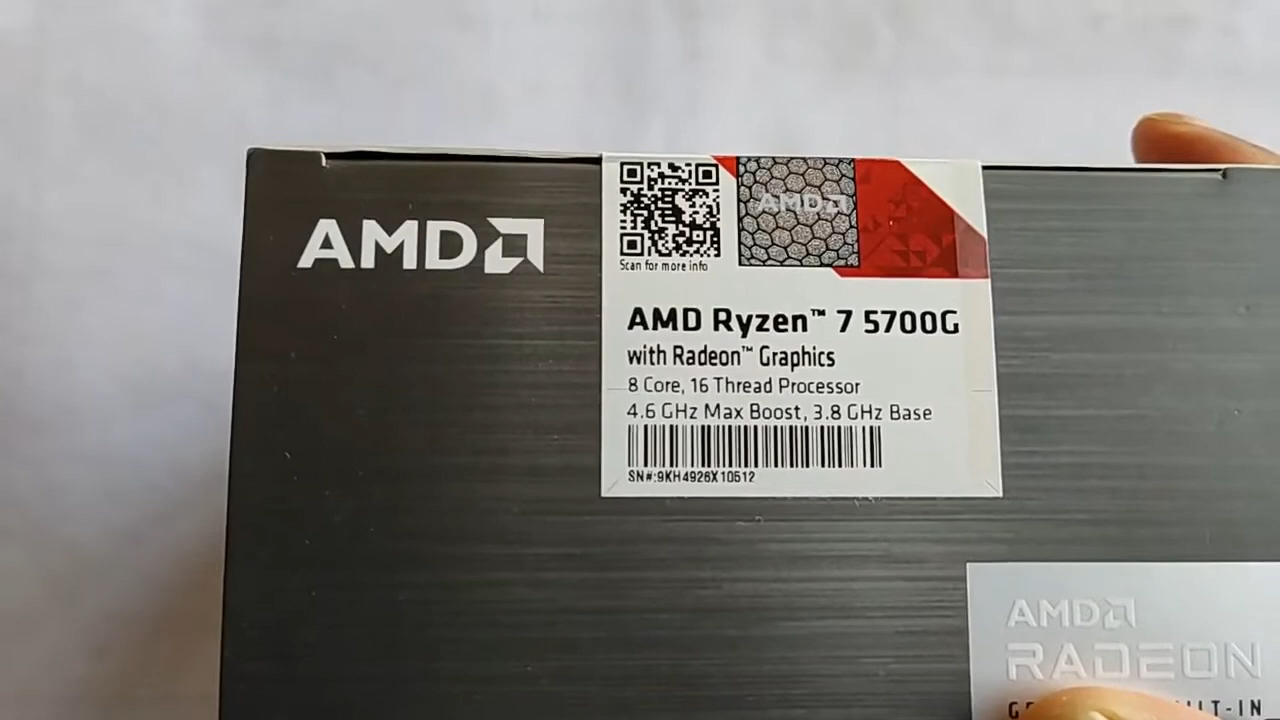 AMD
AMD
Scan for more info
AMD Ryzen™ 7 5700G
with Radeon™ Graphics
8 Core, 16 Thread Processor
4.6 GHz Max Boost, 3.8 GHz Base
SN#:9KH4926X10512
AMD
RADEON